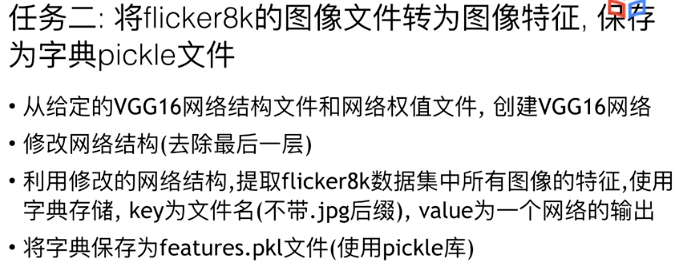 任务二: 将flicker8k的图像文件转为图像特征, 保存
为字典pickle文件
• 从给定的VGG16网络结构文件和网络权值文件, 创建VGG16网络
• 修改网络结构(去除最后一层)
• 利用修改的网络结构,提取flicker8k数据集中所有图像的特征,使用
字典存储, key为文件名(不带.jpg后缀), value为一个网络的输出
• 将字典保存为features.pkl文件(使用pickle库)